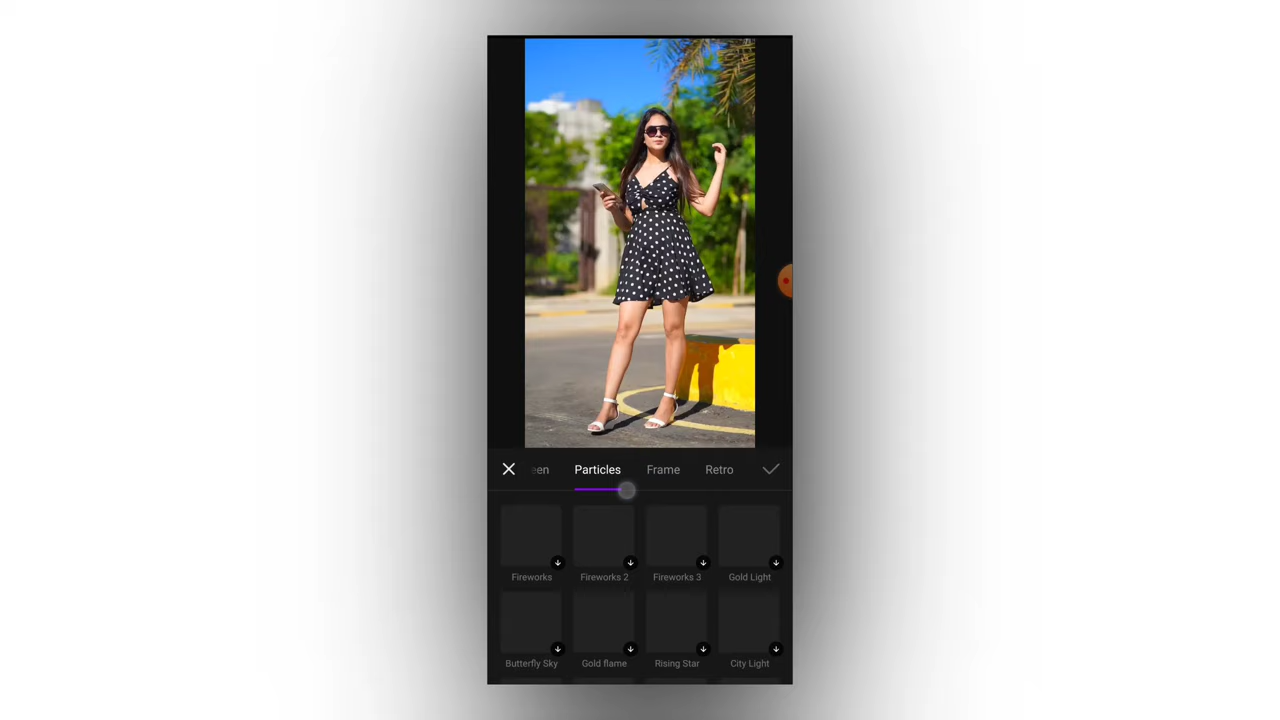 een Particles Frame Retro
Fireworks Fireworks 2 Fireworks 3 Gold Light
Butterfly Sky Gold flame Rising Star City Light